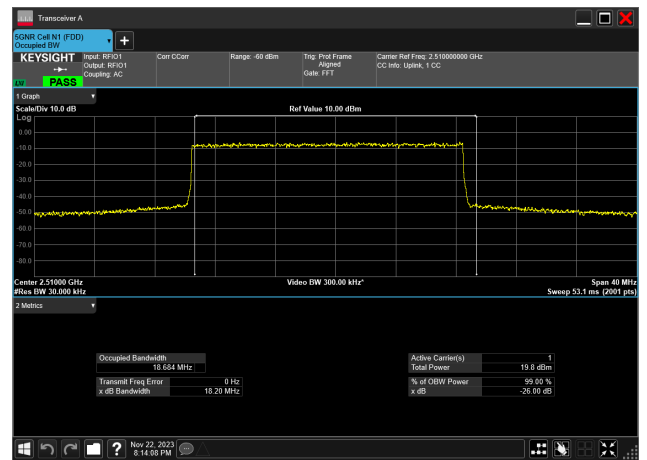 Transceiver A
5GNR Cell N1 (FDD)
Occupied BW
KEYSIGHT
PASS
Input: RFIO1
Output: RFIO1
Coupling: AC
Corr CCorr
Range: -60 dBm
Trig: Prot Frame
Aligned
Gate: FFT
Carrier Ref Freq: 2.510000000 GHz
CC Info: Uplink, 1 CC
1 Graph
Scale/Div 10.0 dB
Ref Value 10.00 dBm
Log
0.00
-10.0
-20.0
-30.0
-40.0
-50.0
-60.0
-70.0
-80.0
Center 2.51000 GHz
#Res BW 30.000 kHz
Video BW 300.00 kHz*
Span 40 MHz
Sweep 53.1 ms (2001 pts)
2 Metrics
Occupied Bandwidth
18.684 MHz
Transmit Freq Error 0 Hz
x dB Bandwidth 18.20 MHz
Active Carrier(s) 1
Total Power 19.8 dBm
% of OBW Power 99.00 %
x dB -26.00 dB
Nov 22, 2023
8:14:08 PM